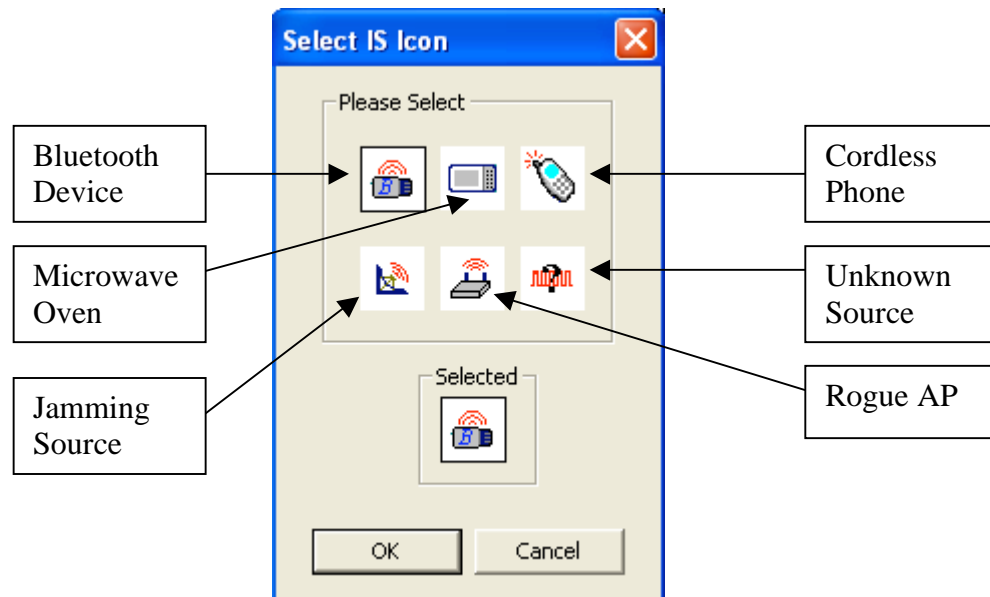 Select IS Icon
Please Select
Bluetooth
Device
Cordless
Phone
Microwave
Oven
Unknown
Source
Jamming
Source
Rogue AP
Selected
B
B
OK
Cancel